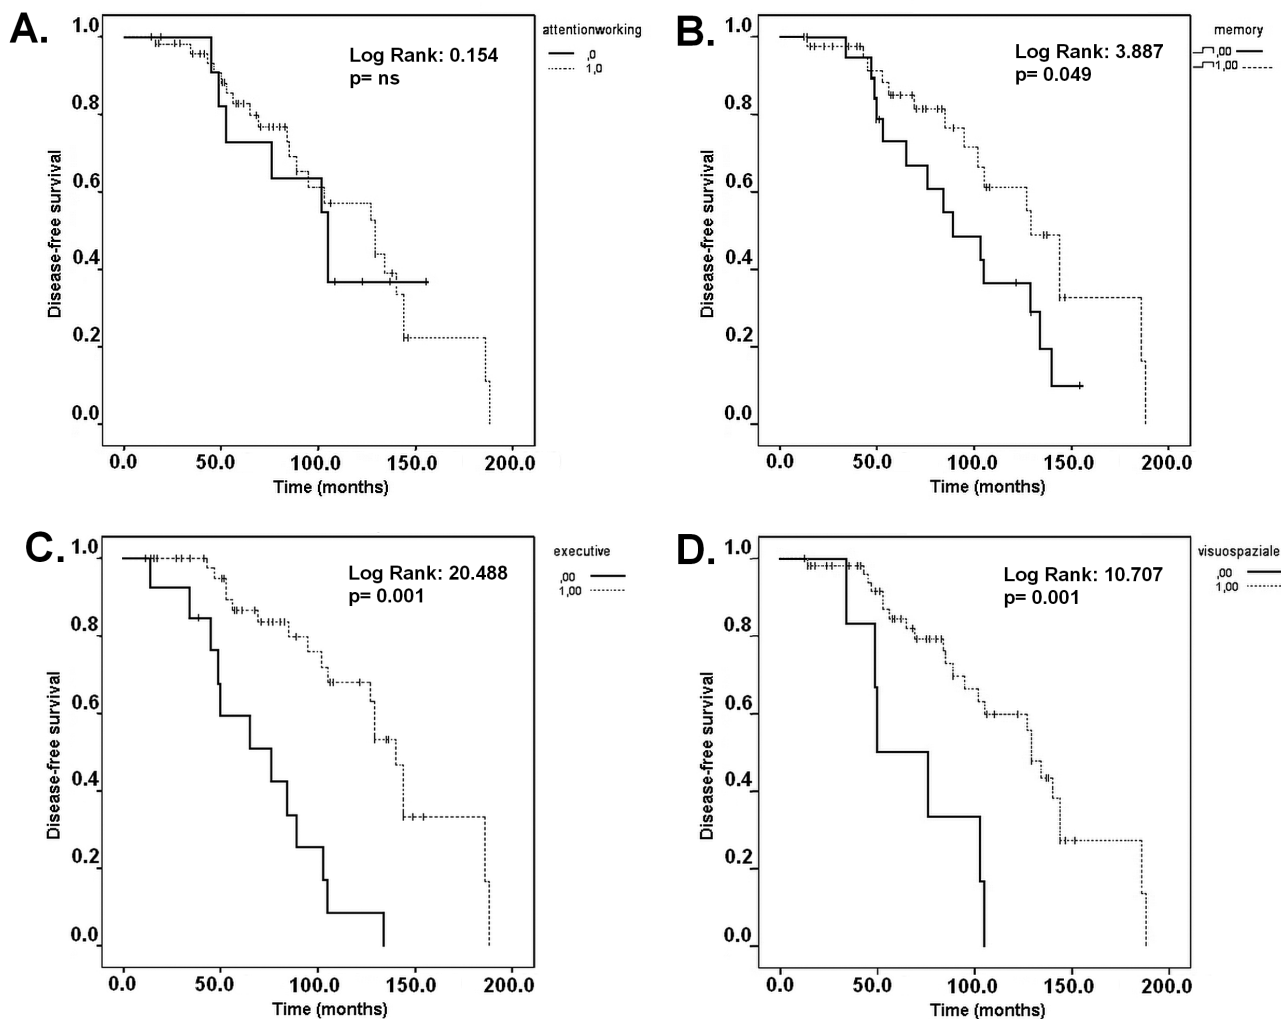 A.
attentionworking
,0
1,0
Log Rank: 0.154
p= ns
1.0
0.8
0.6
0.4
0.2
0.0
Disease-free survival
0.0 50.0 100.0 150.0 200.0
Time (months)
B.
memory
,00
1,00
Log Rank: 3.887
p= 0.049
1.0
0.8
0.6
0.4
0.2
0.0
Disease-free survival
0.0 50.0 100.0 150.0 200.0
Time (months)
C.
executive
,00
1,00
Log Rank: 20.488
p= 0.001
1.0
0.8
0.6
0.4
0.2
0.0
Disease-free survival
0.0 50.0 100.0 150.0 200.0
Time (months)
D.
visuospaziale
,00
1,00
Log Rank: 10.707
p= 0.001
1.0
0.8
0.6
0.4
0.2
0.0
Disease-free survival
0.0 50.0 100.0 150.0 200.0
Time (months)